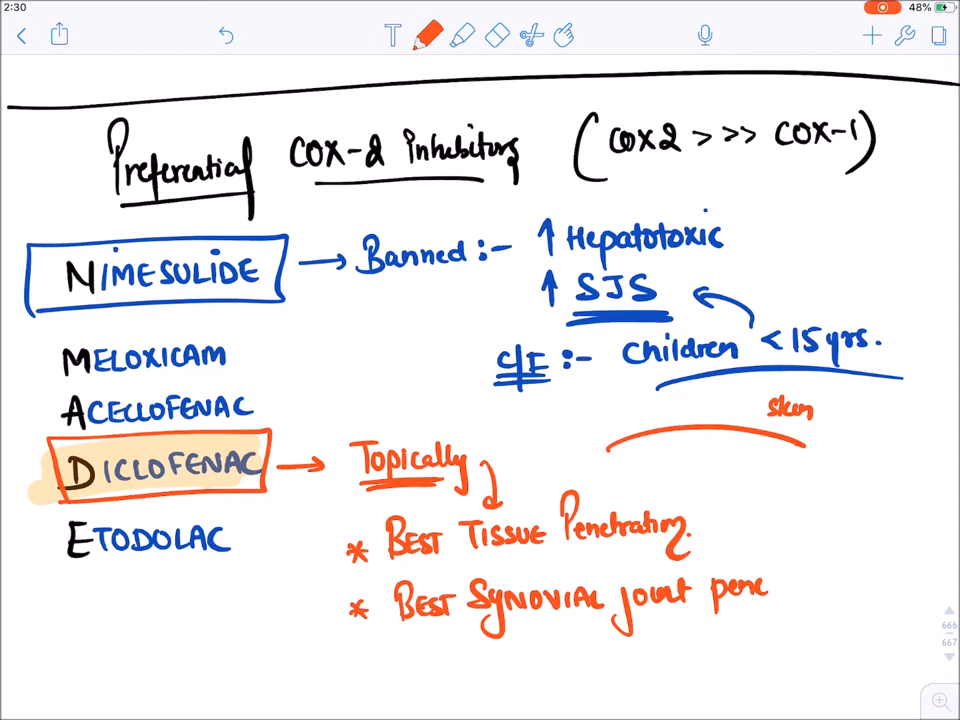 2:30
48%
T
Preferential COX-2 Inhibitors (COX2 >>> COX-1)
NIMESULIDE → Banned :- ↑ Hepatotoxic
↑ SJS
C/E :- Children < 15 yrs.
MELOXICAM
ACECLOFENAC
skin
DICLOFENAC → Topically
* BEST TISSUE Penetration
ETODOLAC
* BEST SYNOVIAL joint pene
666
667